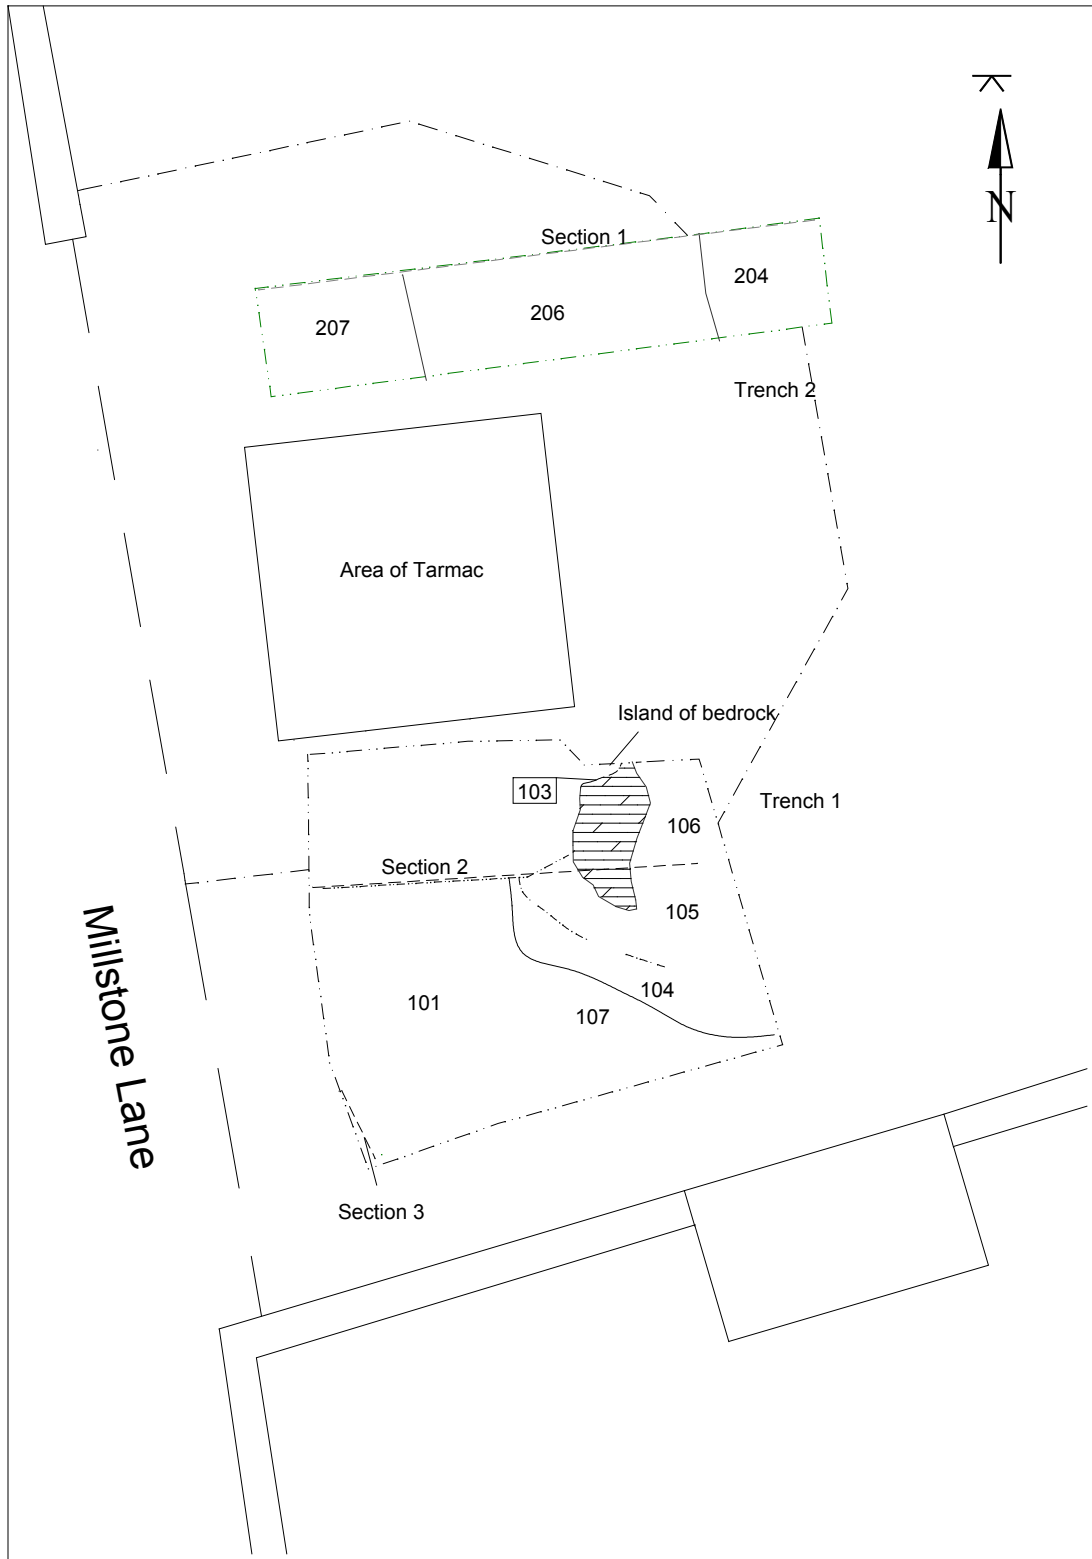 N
Section 1
204
206
207
Trench 2
Area of Tarmac
Island of bedrock
103
Trench 1
106
Section 2
105
Millstone Lane
104
101
107
Section 3